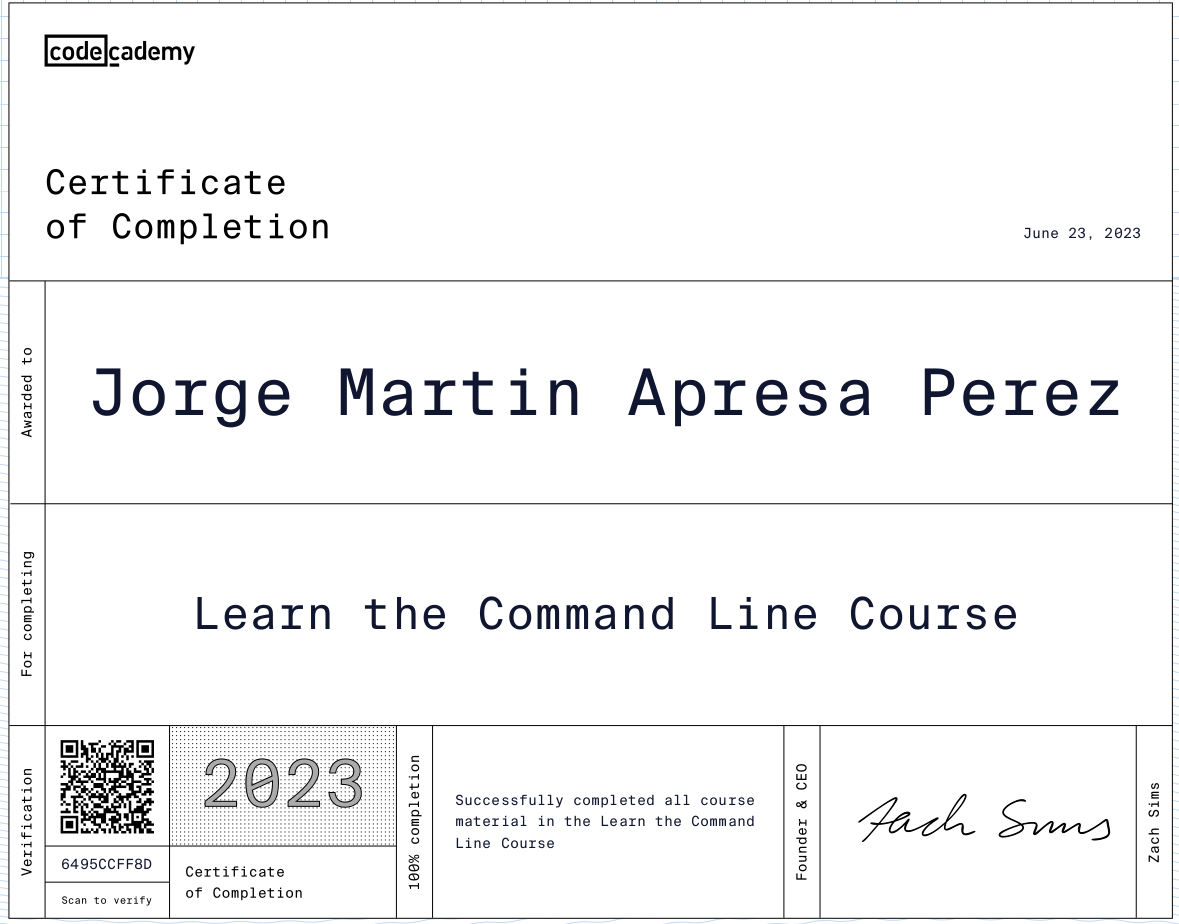 codecademy
Certificate
of Completion
June 23, 2023
Awarded to
Jorge Martin Apresa Perez
For completing
Learn the Command Line Course
Verification
6495CCFF8D
Scan to verify
2023
Certificate
of Completion
100% completion
Successfully completed all course
material in the Learn the Command
Line Course
Founder & CEO
Zach Sims
Zach Sims